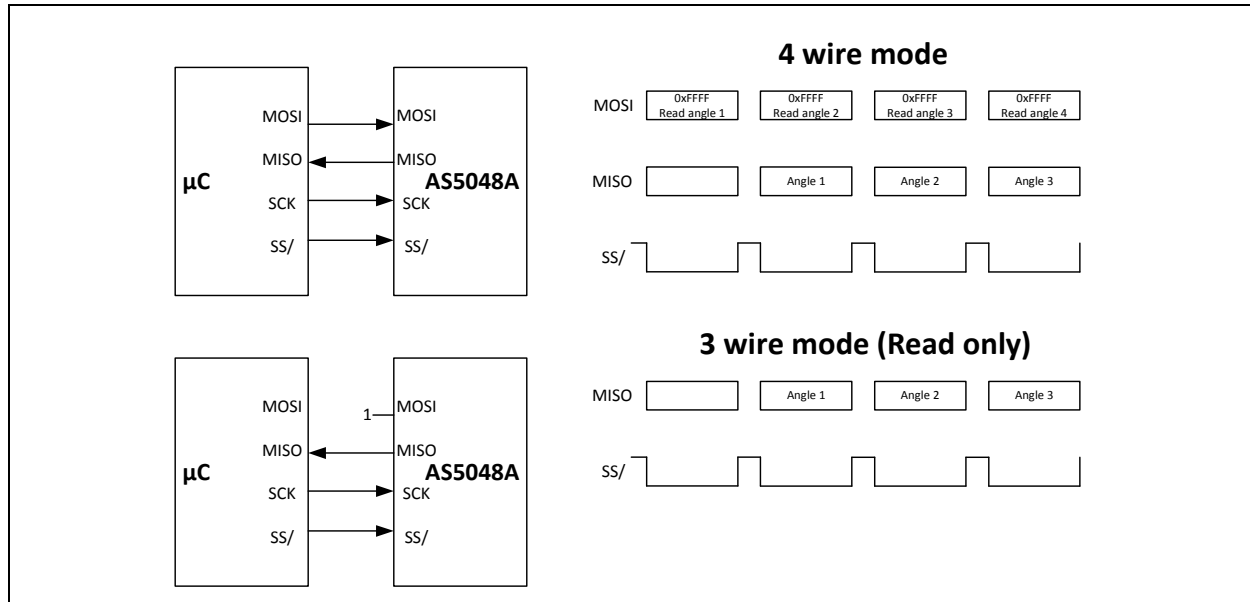 4 wire mode
MOSI
MISO
SCK
SS/
µC
MOSI
MISO
SCK
SS/
AS5048A
MOSI
0xFFFF
Read angle 1
0xFFFF
Read angle 2
0xFFFF
Read angle 3
0xFFFF
Read angle 4
MISO
Angle 1
Angle 2
Angle 3
SS/
3 wire mode (Read only)
MOSI
MISO
SCK
SS/
µC
1
MOSI
MISO
SCK
SS/
AS5048A
MISO
Angle 1
Angle 2
Angle 3
SS/